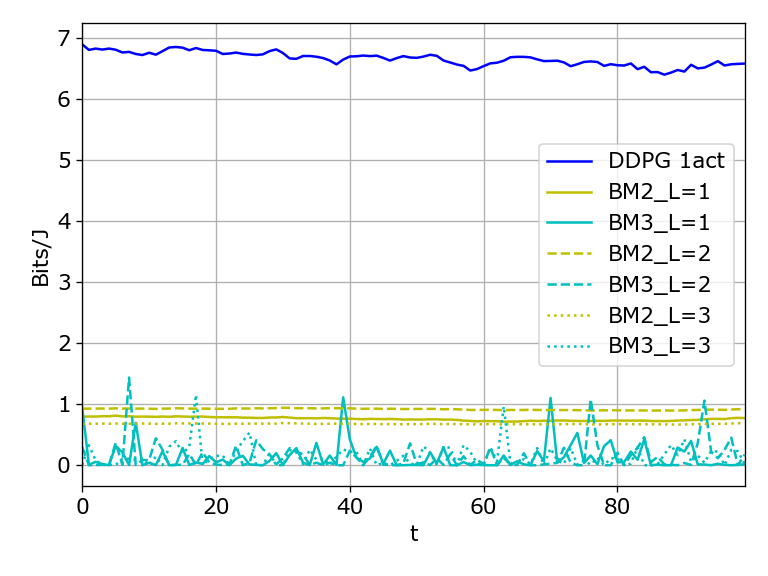 7
6
5
4
3
2
1
0
Bits/J
DDPG 1act
BM2_L=1
BM3_L=1
BM2_L=2
BM3_L=2
BM2_L=3
BM3_L=3
0 20 40 60 80
t